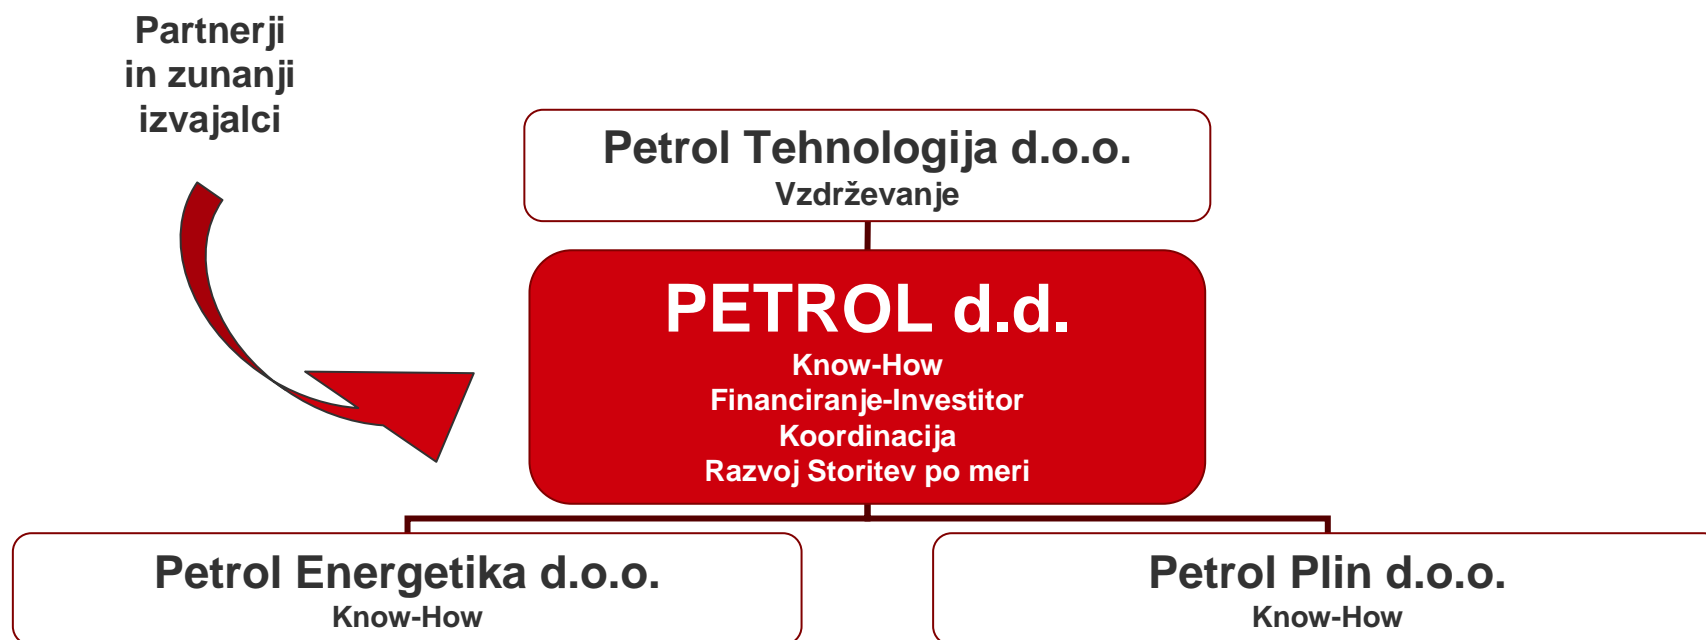 Partnerji
in zunanji
izvajalci
Petrol Tehnologija d.o.o.
Vzdrževanje
PETROL d.d.
Know-How
Financiranje-Investitor
Koordinacija
Razvoj Storitev po meri
Petrol Energetika d.o.o.
Know-How
Petrol Plin d.o.o.
Know-How